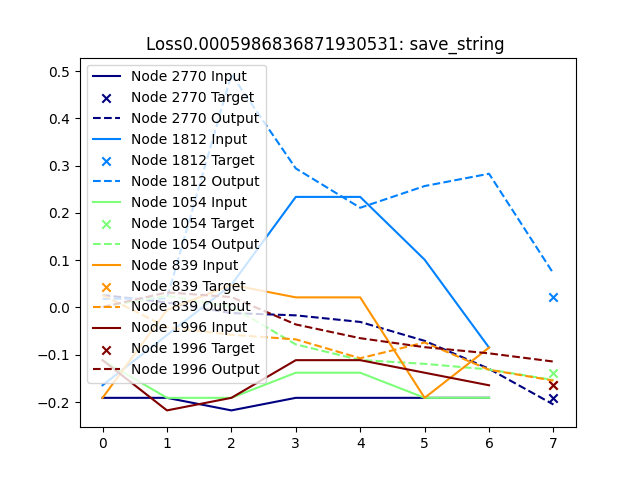 Loss0.0005986836871930531: save_string
0.5
0.4
0.3
0.2
0.1
0.0
−0.1
−0.2
Node 2770 Input
Node 2770 Target
Node 2770 Output
Node 1812 Input
Node 1812 Target
Node 1812 Output
Node 1054 Input
Node 1054 Target
Node 1054 Output
Node 839 Input
Node 839 Target
Node 839 Output
Node 1996 Input
Node 1996 Target
Node 1996 Output
0 1 2 3 4 5 6 7